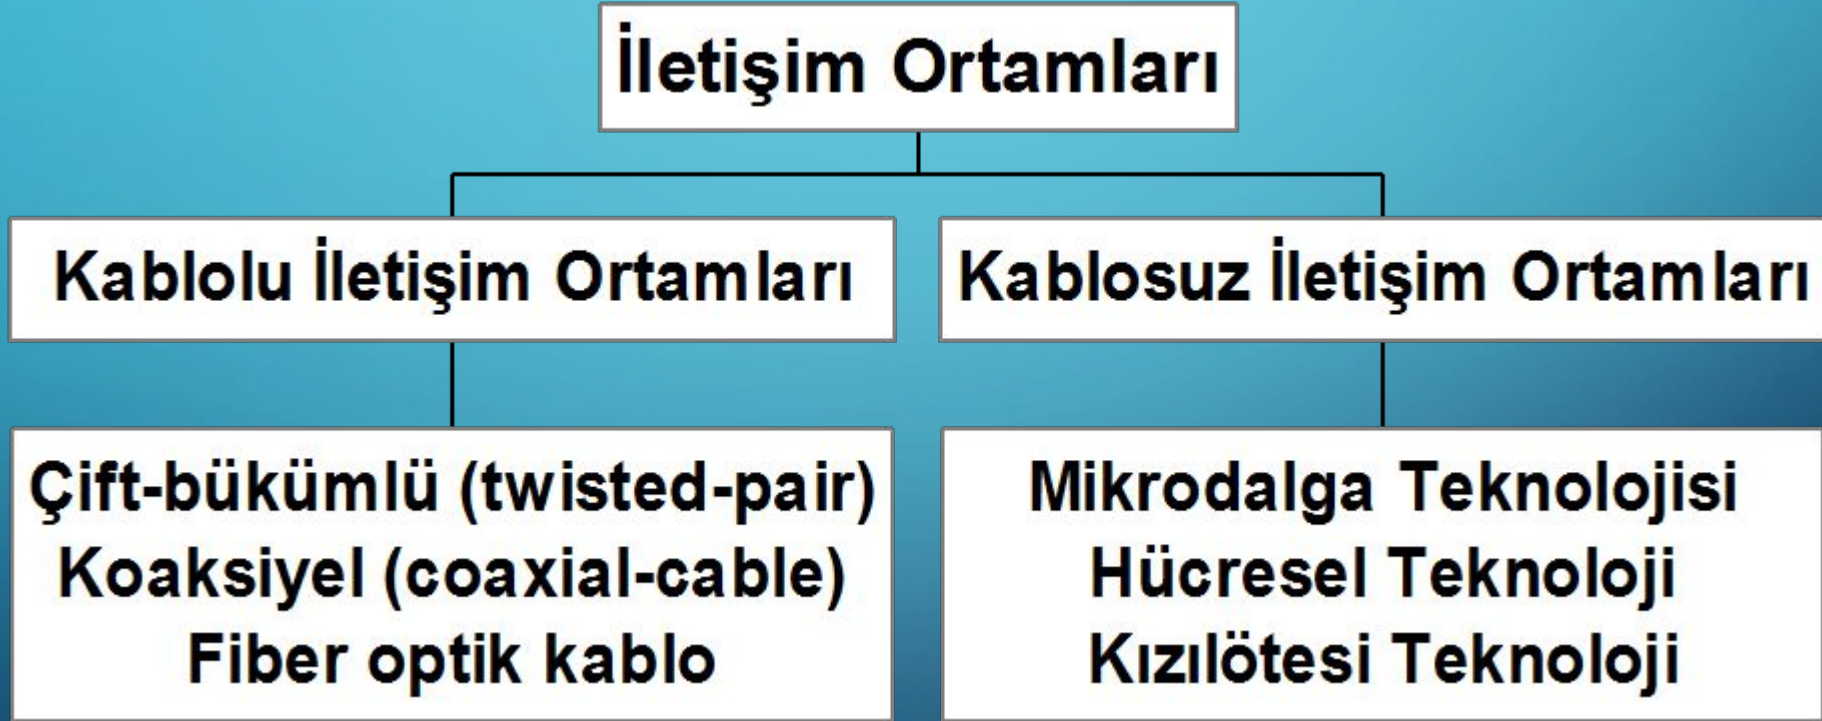 İletişim Ortamları
Kablolu İletişim Ortamları
Kablosuz İletişim Ortamları
Çift-bükümlü (twisted-pair)
Koaksiyel (coaxial-cable)
Fiber optik kablo
Mikrodalga Teknolojisi
Hücresel Teknoloji
Kızılötesi Teknoloji